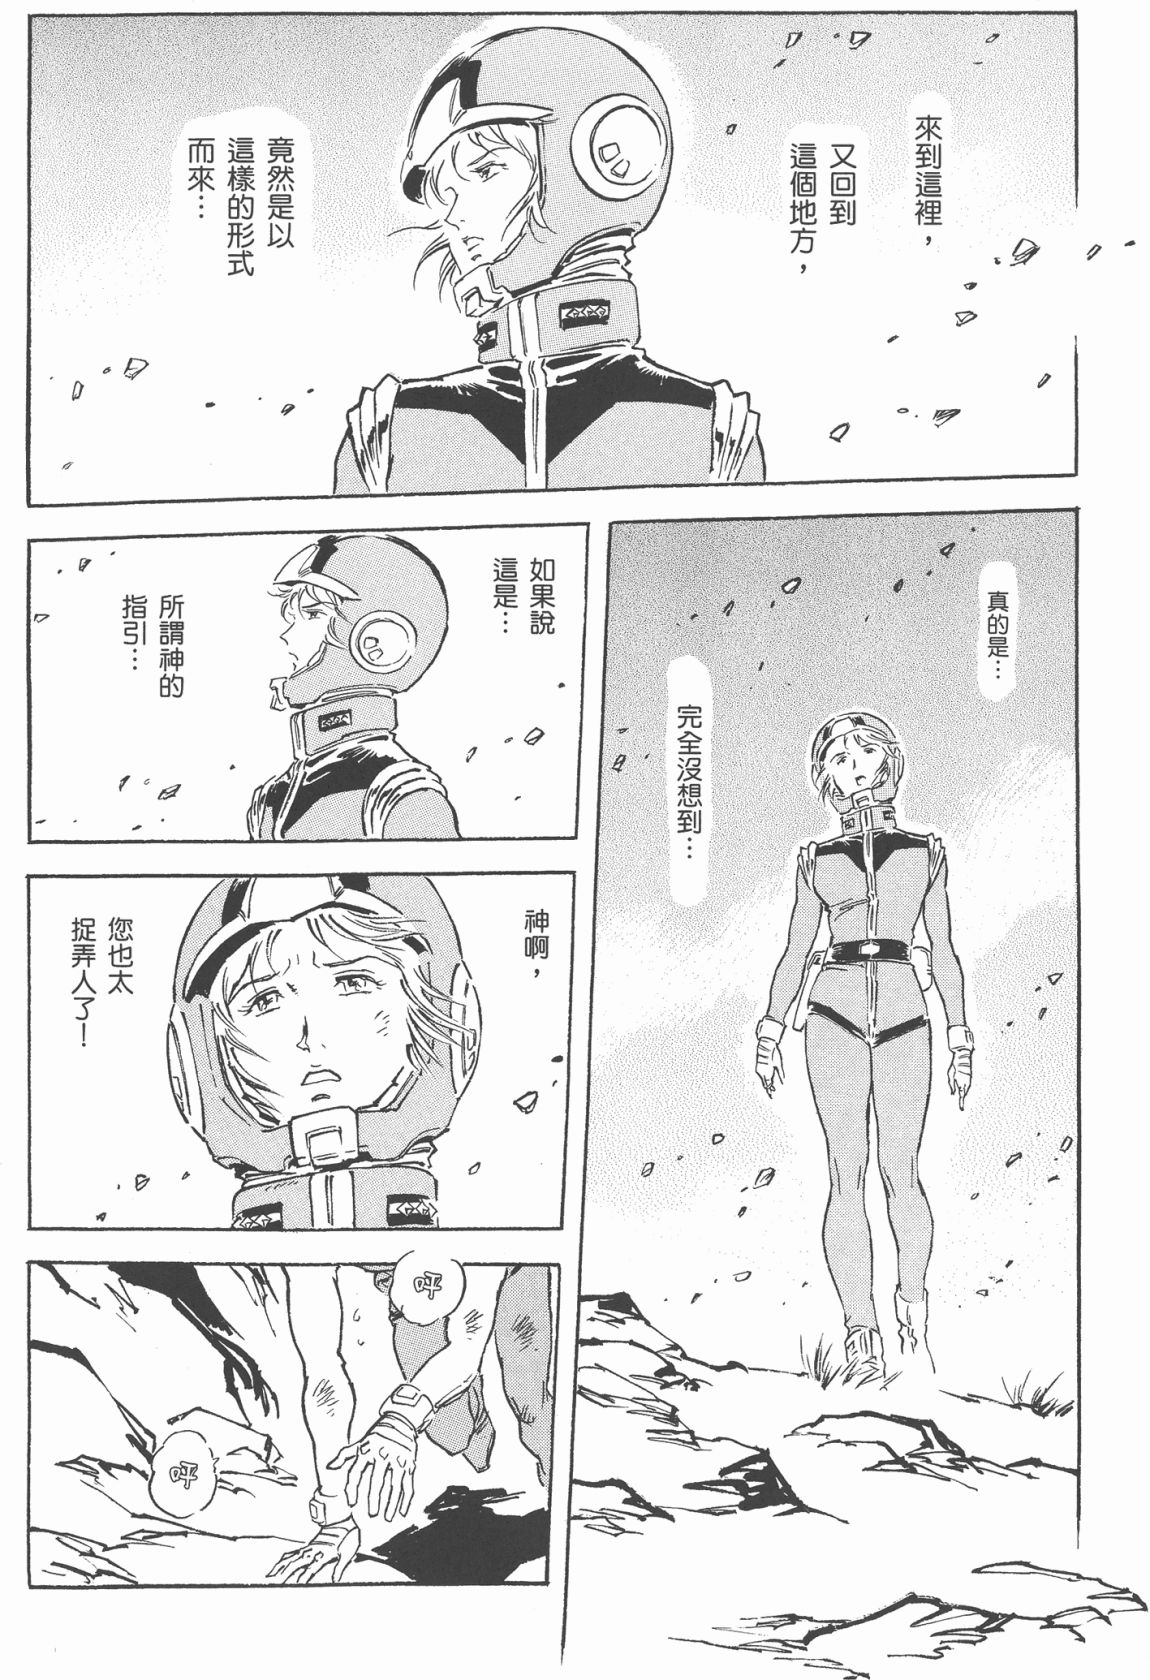 來到這裡，
又回到
這個地方，
竟然是以
這樣的形式
而來…
真的是…
完全沒想到…
如果說
這是…
所謂神的
指引…
神啊，
您也太
捉弄人了！
呼
呼